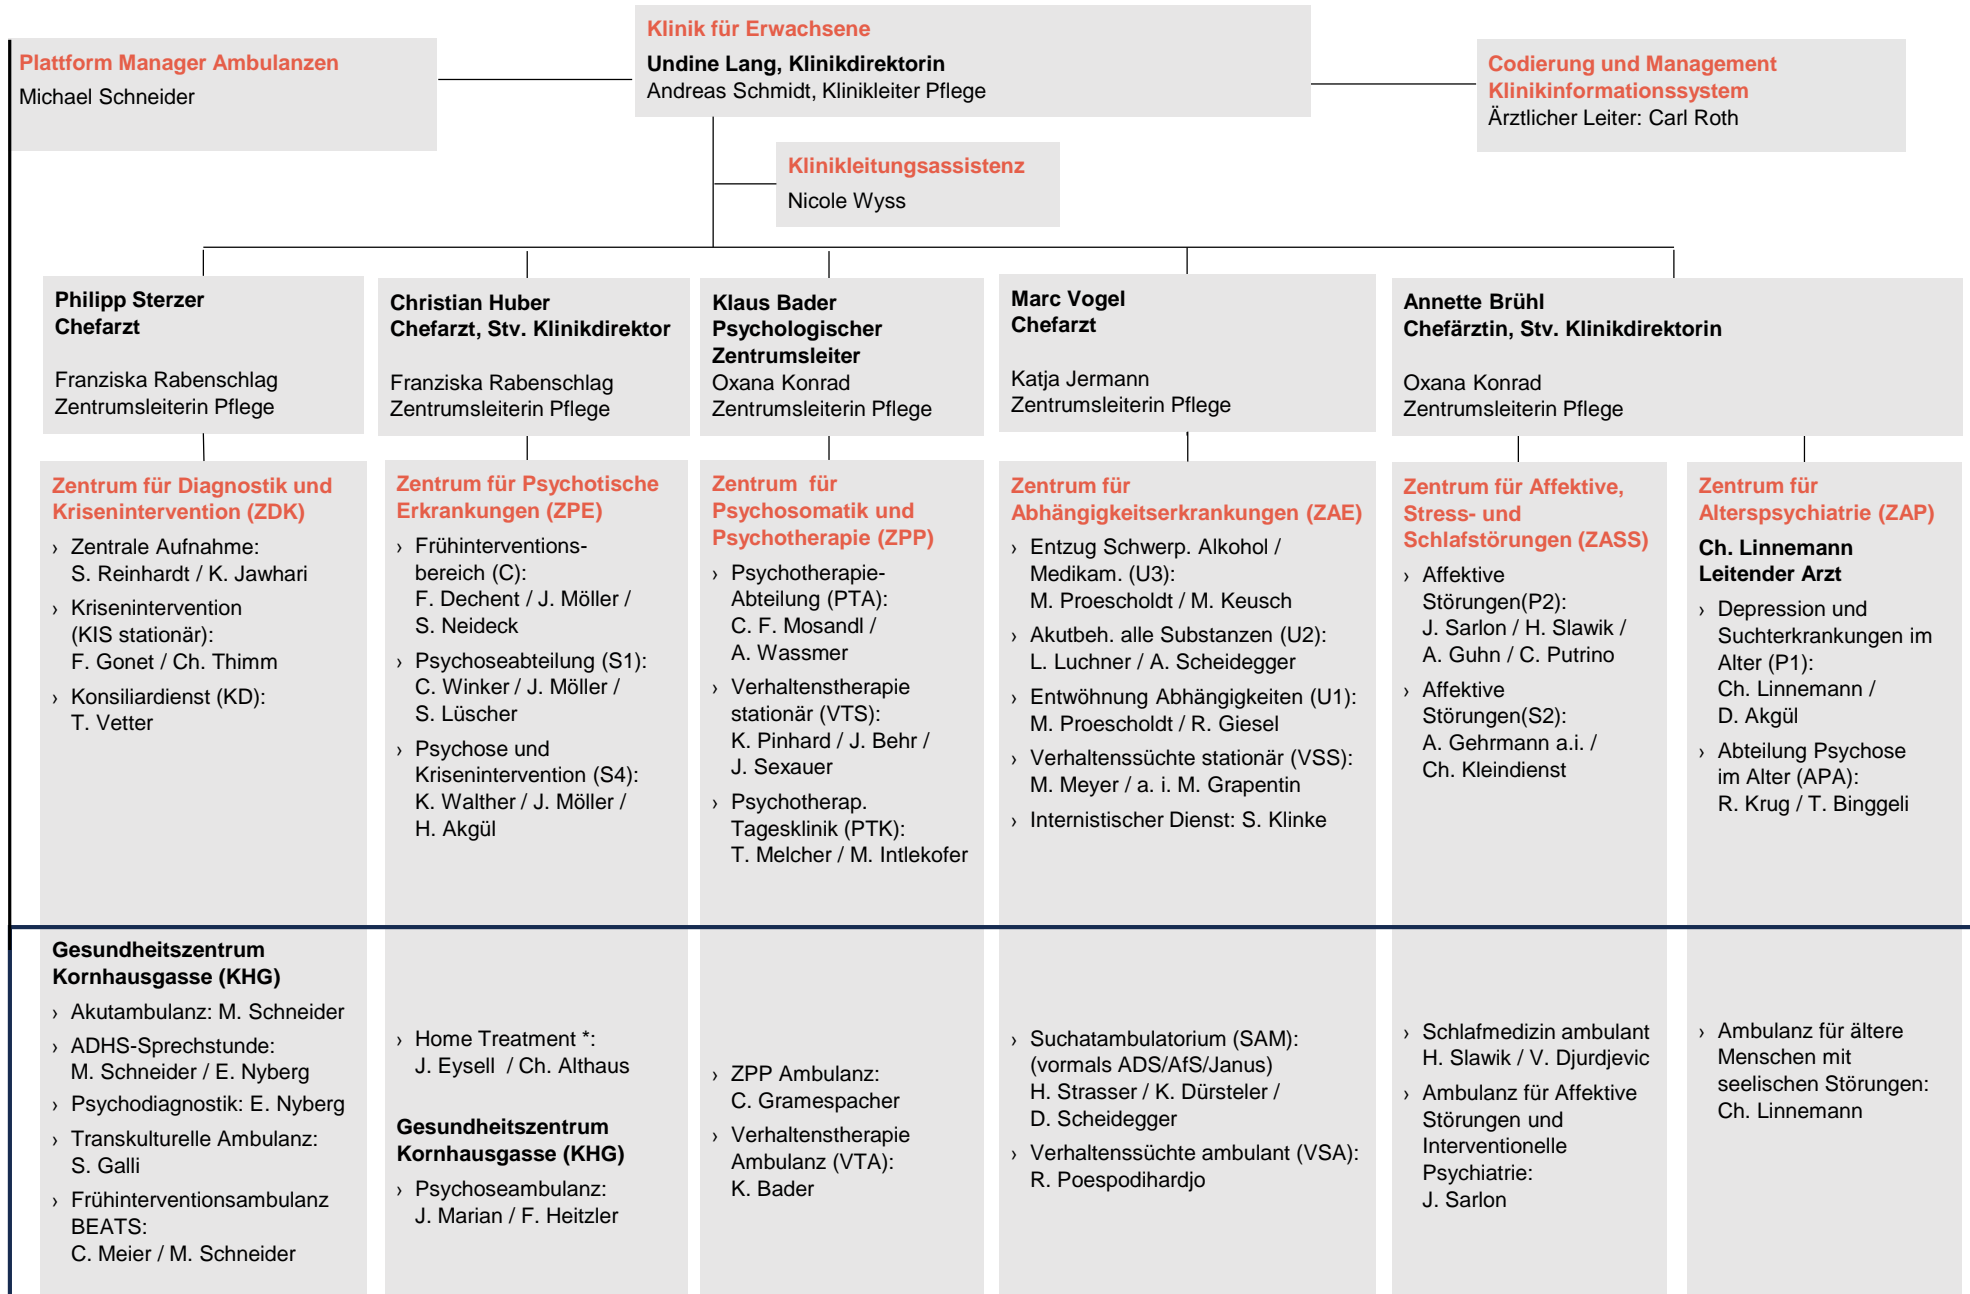 Klinik für Erwachsene
Undine Lang, Klinikdirektorin
Andreas Schmidt, Klinikleiter Pflege
Plattform Manager Ambulanzen
Michael Schneider
Codierung und Management
Klinikinformationssystem
Ärztlicher Leiter: Carl Roth
Klinikleitungsassistenz
Nicole Wyss
Philipp Sterzer
Chefarzt
Franziska Rabenschlag
Zentrumsleiterin Pflege
Christian Huber
Chefarzt, Stv. Klinikdirektor
Franziska Rabenschlag
Zentrumsleiterin Pflege
Klaus Bader
Psychologischer
Zentrumsleiter
Oxana Konrad
Zentrumsleiterin Pflege
Marc Vogel
Chefarzt
Katja Jermann
Zentrumsleiterin Pflege
Annette Brühl
Chefärztin, Stv. Klinikdirektorin
Oxana Konrad
Zentrumsleiterin Pflege
Zentrum für Diagnostik und
Krisenintervention (ZDK)
› Zentrale Aufnahme:
S. Reinhardt / K. Jawhari
› Krisenintervention
(KIS stationär):
F. Gonet / Ch. Thimm
› Konsiliardienst (KD):
T. Vetter
Zentrum für Psychotische
Erkrankungen (ZPE)
› Frühinterventions-
bereich (C):
F. Dechent / J. Möller /
S. Neideck
› Psychoseabteilung (S1):
C. Winker / J. Möller /
S. Lüscher
› Psychose und
Krisenintervention (S4):
K. Walther / J. Möller /
H. Akgül
Zentrum für
Psychosomatik und
Psychotherapie (ZPP)
› Psychotherapie-
Abteilung (PTA):
C. F. Mosandl /
A. Wassmer
› Verhaltenstherapie
stationär (VTS):
K. Pinhard / J. Behr /
J. Sexauer
› Psychotherap.
Tagesklinik (PTK):
T. Melcher / M. Intlekofer
Zentrum für
Abhängigkeitserkrankungen (ZAE)
› Entzug Schwerp. Alkohol /
Medikam. (U3):
M. Proescholdt / M. Keusch
› Akutbeh. alle Substanzen (U2):
L. Luchner / A. Scheidegger
› Entwöhnung Abhängigkeiten (U1):
M. Proescholdt / R. Giesel
› Verhaltenssüchte stationär (VSS):
M. Meyer / a. i. M. Grapentin
› Internistischer Dienst: S. Klinke
Zentrum für Affektive,
Stress- und
Schlafstörungen (ZASS)
› Affektive
Störungen(P2):
J. Sarlon / H. Slawik /
A. Guhn / C. Putrino
› Affektive
Störungen(S2):
A. Gehrmann a.i. /
Ch. Kleindienst
Zentrum für
Alterspsychiatrie (ZAP)
Ch. Linnemann
Leitender Arzt
› Depression und
Suchterkrankungen im
Alter (P1):
Ch. Linnemann /
D. Akgül
› Abteilung Psychose
im Alter (APA):
R. Krug / T. Binggeli
Gesundheitszentrum
Kornhausgasse (KHG)
› Akutambulanz: M. Schneider
› ADHS-Sprechstunde:
M. Schneider / E. Nyberg
› Psychodiagnostik: E. Nyberg
› Transkulturelle Ambulanz:
S. Galli
› Frühinterventionsambulanz
BEATS:
C. Meier / M. Schneider
› Home Treatment *:
J. Eysell / Ch. Althaus
Gesundheitszentrum
Kornhausgasse (KHG)
› Psychoseambulanz:
J. Marian / F. Heitzler
› ZPP Ambulanz:
C. Gramespacher
› Verhaltenstherapie
Ambulanz (VTA):
K. Bader
› Suchatambulatorium (SAM):
(vormals ADS/AfS/Janus)
H. Strasser / K. Dürsteler /
D. Scheidegger
› Verhaltenssüchte ambulant (VSA):
R. Poespodihardjo
› Schlafmedizin ambulant
H. Slawik / V. Djurdjevic
› Ambulanz für Affektive
Störungen und
Interventionelle
Psychiatrie:
J. Sarlon
› Ambulanz für ältere
Menschen mit
seelischen Störungen:
Ch. Linnemann